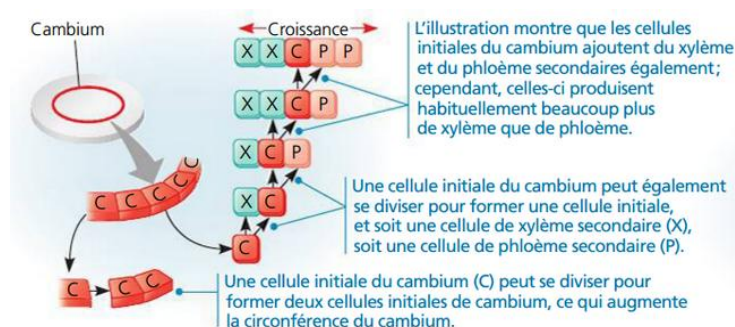 Cambium
Croissance
X X C P P
X X C P
X C P
X C
C
C C C C C
C C C
L'illustration montre que les cellules
initiales du cambium ajoutent du xylème
et du phloème secondaires également;
cependant, celles-ci produisent
habituellement beaucoup plus
de xylème que de phloème.
Une cellule initiale du cambium peut également
se diviser pour former une cellule initiale,
et soit une cellule de xylème secondaire (X),
soit une cellule de phloème secondaire (P).
Une cellule initiale du cambium (C) peut se diviser pour
former deux cellules initiales de cambium, ce qui augmente
la circonférence du cambium.